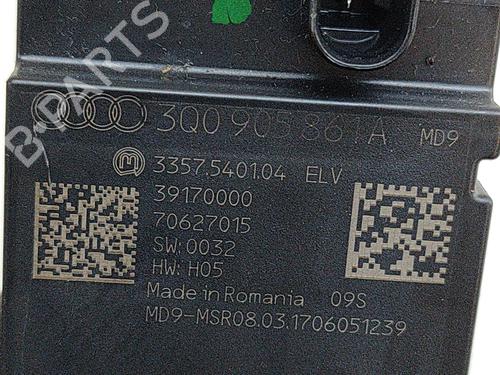 B-PARTS
3Q0 905 861A MD9
3357.5401.04 ELV
39170000
70627015
SW:0032
HW: H05
Made in Romania 09S
MD9-MSR08.03.1706051239